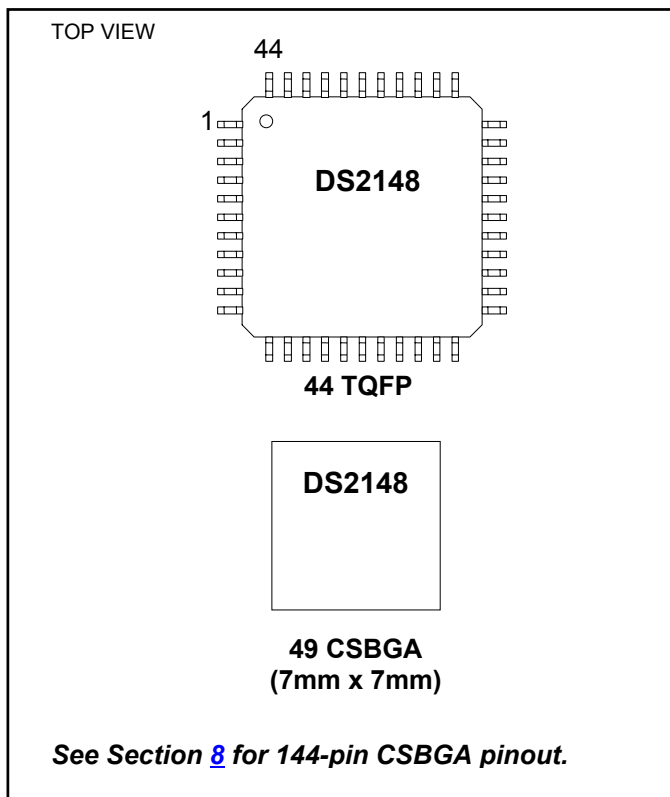 TOP VIEW
44
1
DS2148
44 TQFP
DS2148
49 CSBGA
(7mm x 7mm)
See Section 8 for 144-pin CSBGA pinout.